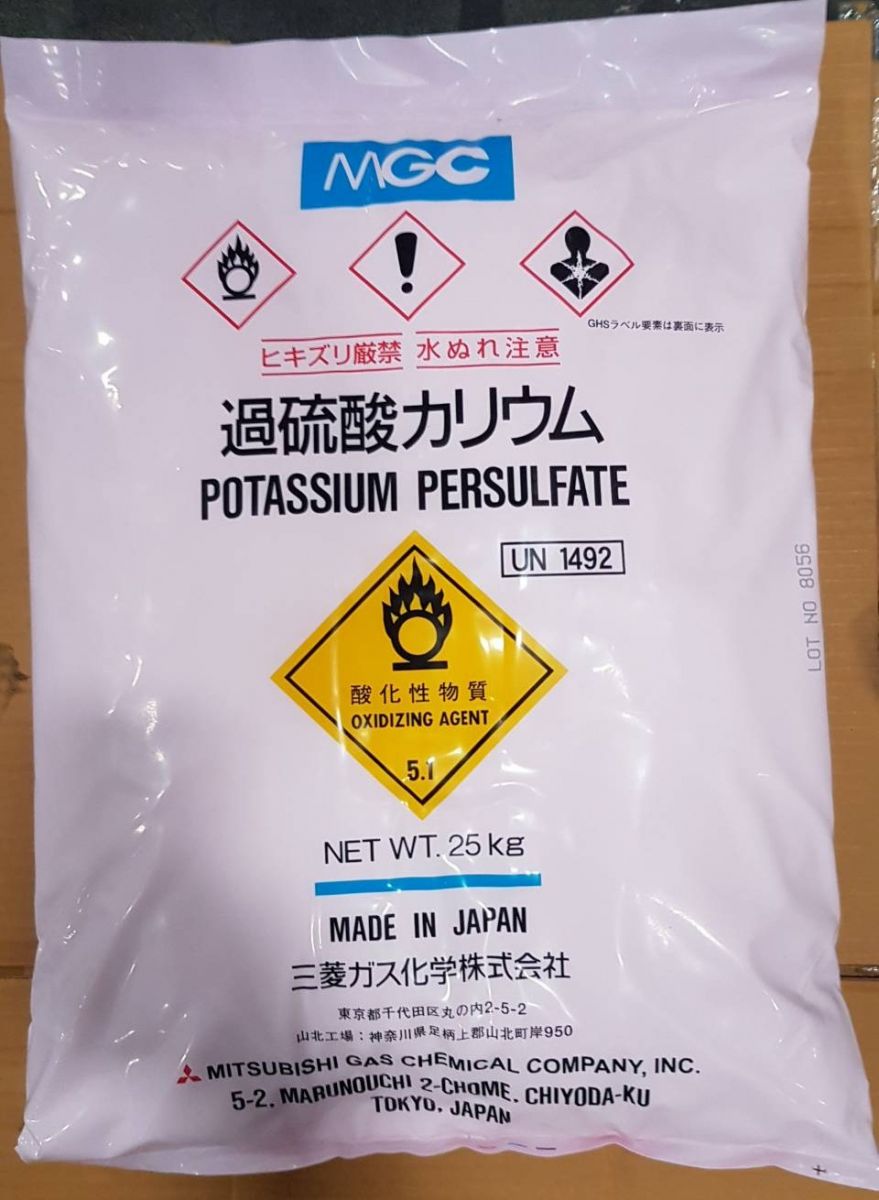 MGC
GHSラベル要素は裏面に表示
ヒキズリ厳禁 水ぬれ注意
過硫酸カリウム
POTASSIUM PERSULFATE
UN 1492
酸化性物質
OXIDIZING AGENT
5.1
LOT NO 8056
NET WT. 25 kg
MADE IN JAPAN
三菱ガス化学株式会社
東京都千代田区丸の内2-5-2
山北工場：神奈川県足柄上郡山北町岸950
MITSUBISHI GAS CHEMICAL COMPANY, INC.
5-2, MARUNOUCHI 2-CHOME, CHIYODA-KU
TOKYO, JAPAN